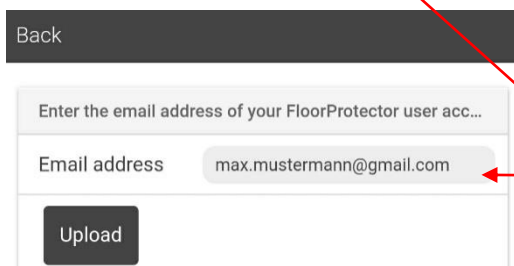 Back
Enter the email address of your FloorProtector user acc...
Email address max.mustermann@gmail.com
Upload